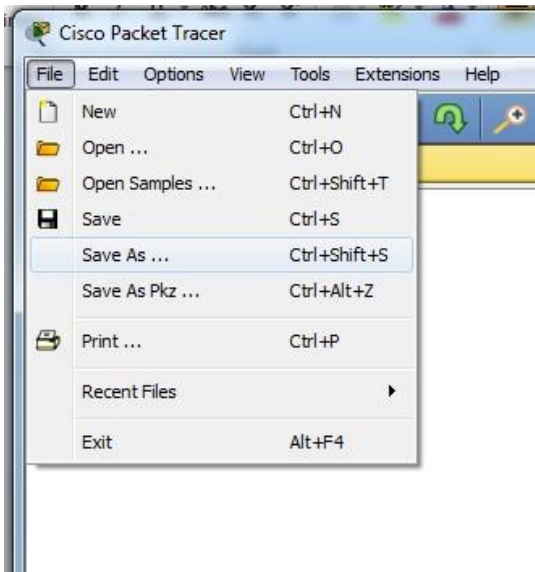 Cisco Packet Tracer
File Edit Options View Tools Extensions Help
New Ctrl+N
Open ... Ctrl+O
Open Samples ... Ctrl+Shift+T
Save Ctrl+S
Save As ... Ctrl+Shift+S
Save As Pkz ... Ctrl+Alt+Z
Print ... Ctrl+P
Recent Files
Exit Alt+F4